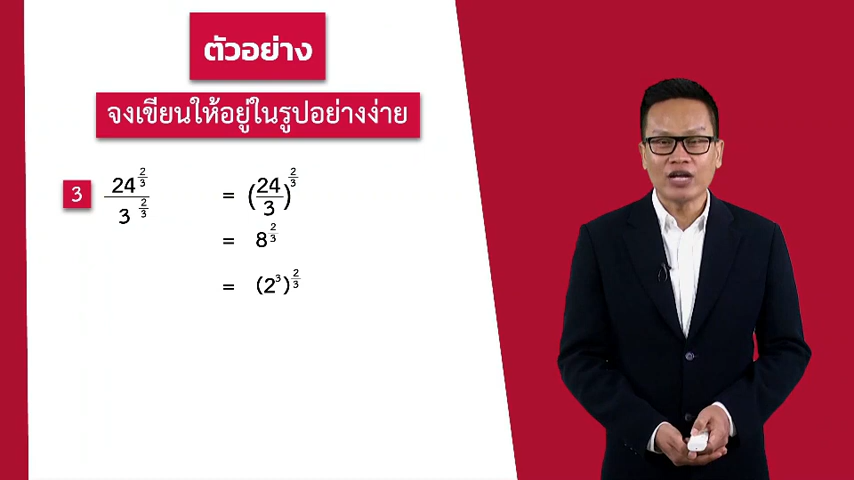 ตัวอย่าง
จงเขียนให้อยู่ในรูปอย่างง่าย
3 24^(2/3) / 3^(2/3) = (24/3)^(2/3)
= 8^(2/3)
= (2^3)^(2/3)